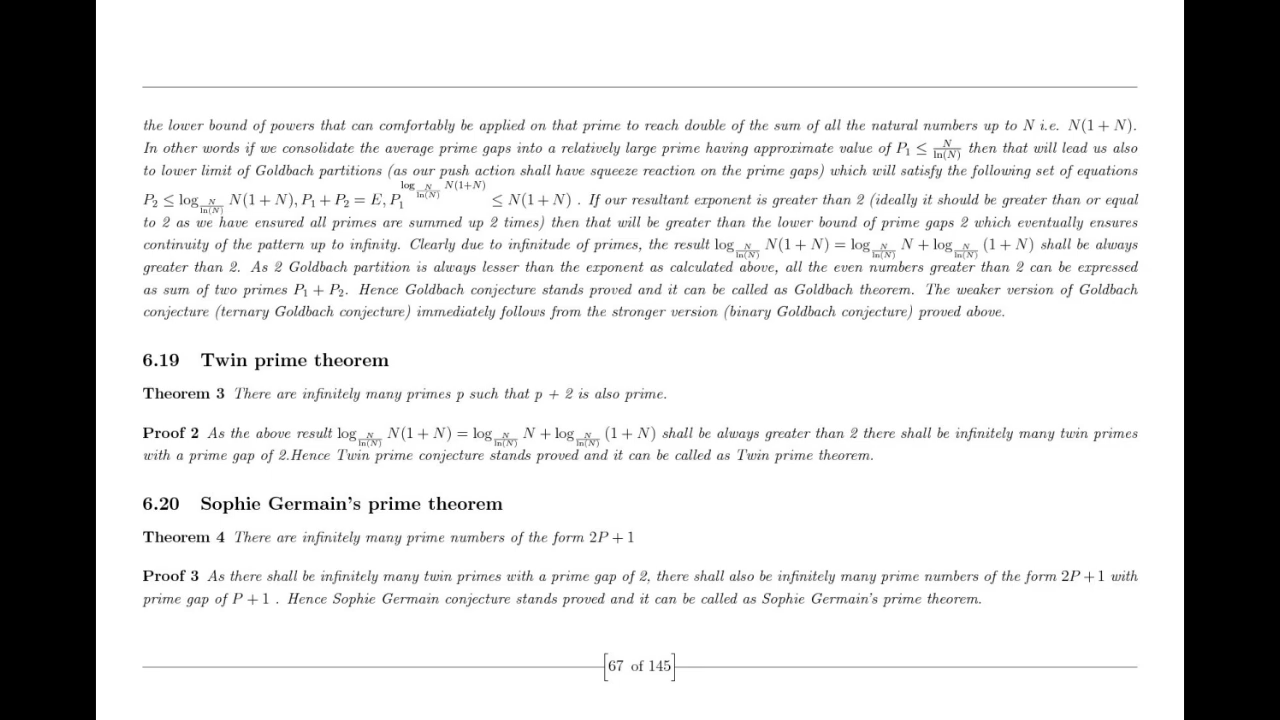 the lower bound of powers that can comfortably be applied on that prime to reach double of the sum of all the natural numbers up to N i.e. N(1 + N).
In other words if we consolidate the average prime gaps into a relatively large prime having approximate value of P₁ ≤ N/ln(N) then that will lead us also
to lower limit of Goldbach partitions (as our push action shall have squeeze reaction on the prime gaps) which will satisfy the following set of equations
P₂ ≤ log_{N/ln(N)} N(1 + N), P₁ + P₂ = E, P₁^{log_{N/ln(N)} N(1+N)} ≤ N(1 + N) . If our resultant exponent is greater than 2 (ideally it should be greater than or equal
to 2 as we have ensured all primes are summed up 2 times) then that will be greater than the lower bound of prime gaps 2 which eventually ensures
continuity of the pattern up to infinity. Clearly due to infinitude of primes, the result log_{N/ln(N)} N(1 + N) = log_{N/ln(N)} N + log_{N/ln(N)} (1 + N) shall be always
greater than 2. As 2 Goldbach partition is always lesser than the exponent as calculated above, all the even numbers greater than 2 can be expressed
as sum of two primes P₁ + P₂. Hence Goldbach conjecture stands proved and it can be called as Goldbach theorem. The weaker version of Goldbach
conjecture (ternary Goldbach conjecture) immediately follows from the stronger version (binary Goldbach conjecture) proved above.
6.19 Twin prime theorem
Theorem 3 There are infinitely many primes p such that p + 2 is also prime.
Proof 2 As the above result log_{N/ln(N)} N(1 + N) = log_{N/ln(N)} N + log_{N/ln(N)} (1 + N) shall be always greater than 2 there shall be infinitely many twin primes
with a prime gap of 2.Hence Twin prime conjecture stands proved and it can be called as Twin prime theorem.
6.20 Sophie Germain's prime theorem
Theorem 4 There are infinitely many prime numbers of the form 2P + 1
Proof 3 As there shall be infinitely many twin primes with a prime gap of 2, there shall also be infinitely many prime numbers of the form 2P + 1 with
prime gap of P + 1 . Hence Sophie Germain conjecture stands proved and it can be called as Sophie Germain's prime theorem.
[67 of 145]